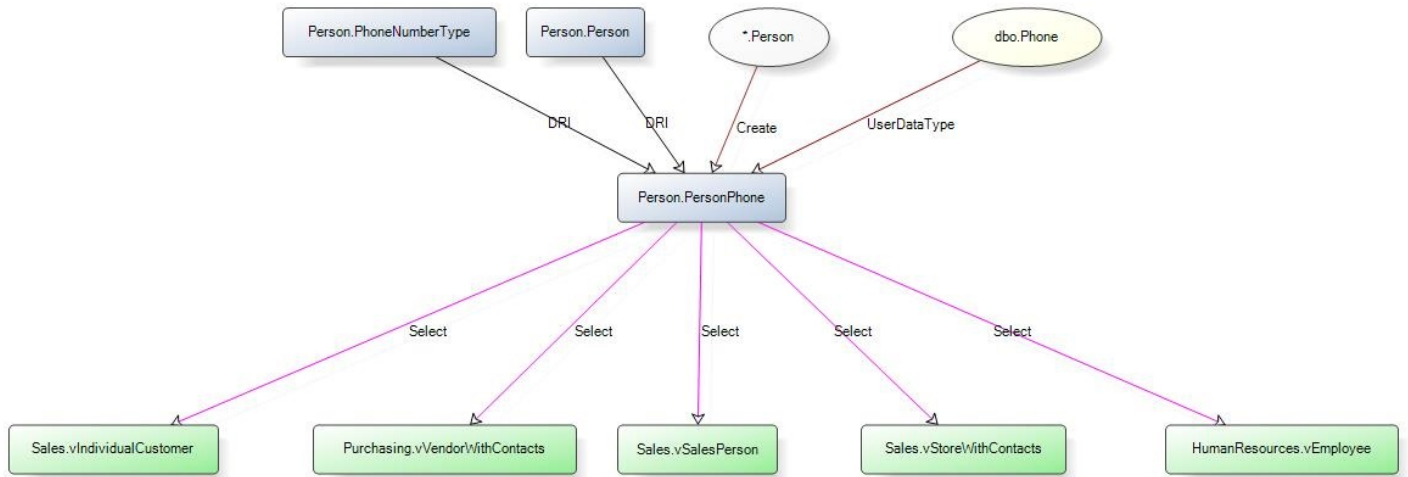 Person.PhoneNumberType
Person.Person
*.Person
dbo.Phone
DRI
DRI
Create
UserDataType
Person.PersonPhone
Select
Select
Select
Select
Select
Sales.vIndividualCustomer
Purchasing.vVendorWithContacts
Sales.vSalesPerson
Sales.vStoreWithContacts
HumanResources.vEmployee